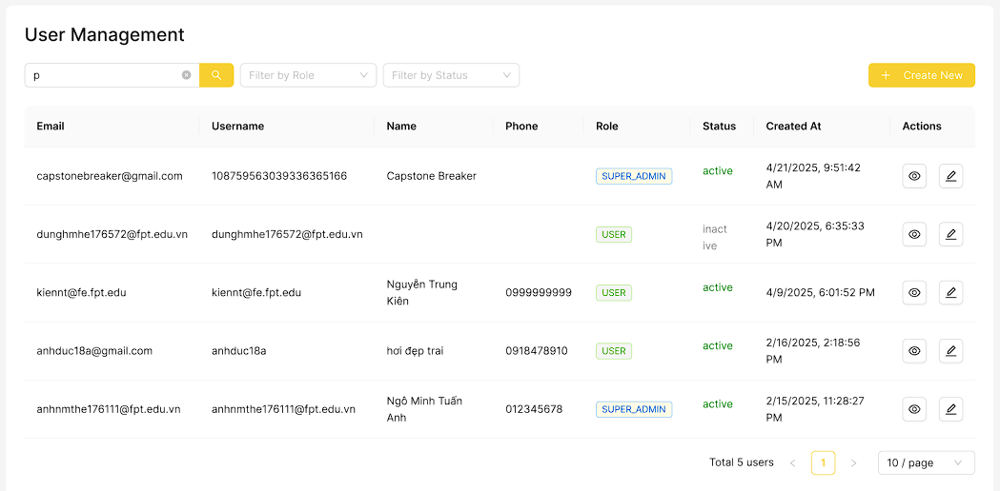 User Management
p
Filter by Role
Filter by Status
+ Create New
Email Username Name Phone Role Status Created At Actions
capstonebreaker@gmail.com 108759563039336365166 Capstone Breaker SUPER_ADMIN active 4/21/2025, 9:51:42
AM
dunghmhe176572@fpt.edu.vn dunghmhe176572@fpt.edu.vn USER inact 4/20/2025, 6:35:33
ive PM
kiennt@fe.fpt.edu kiennt@fe.fpt.edu Nguyễn Trung 0999999999 USER active 4/9/2025, 6:01:52 PM
Kiên
anhduc18a@gmail.com anhduc18a hơi đẹp trai 0918478910 USER active 2/16/2025, 2:18:56
PM
anhnmthe176111@fpt.edu.vn anhnmthe176111@fpt.edu.vn Ngô Minh Tuấn 012345678 SUPER_ADMIN active 2/15/2025, 11:28:27
Anh PM
Total 5 users < 1 > 10 / page